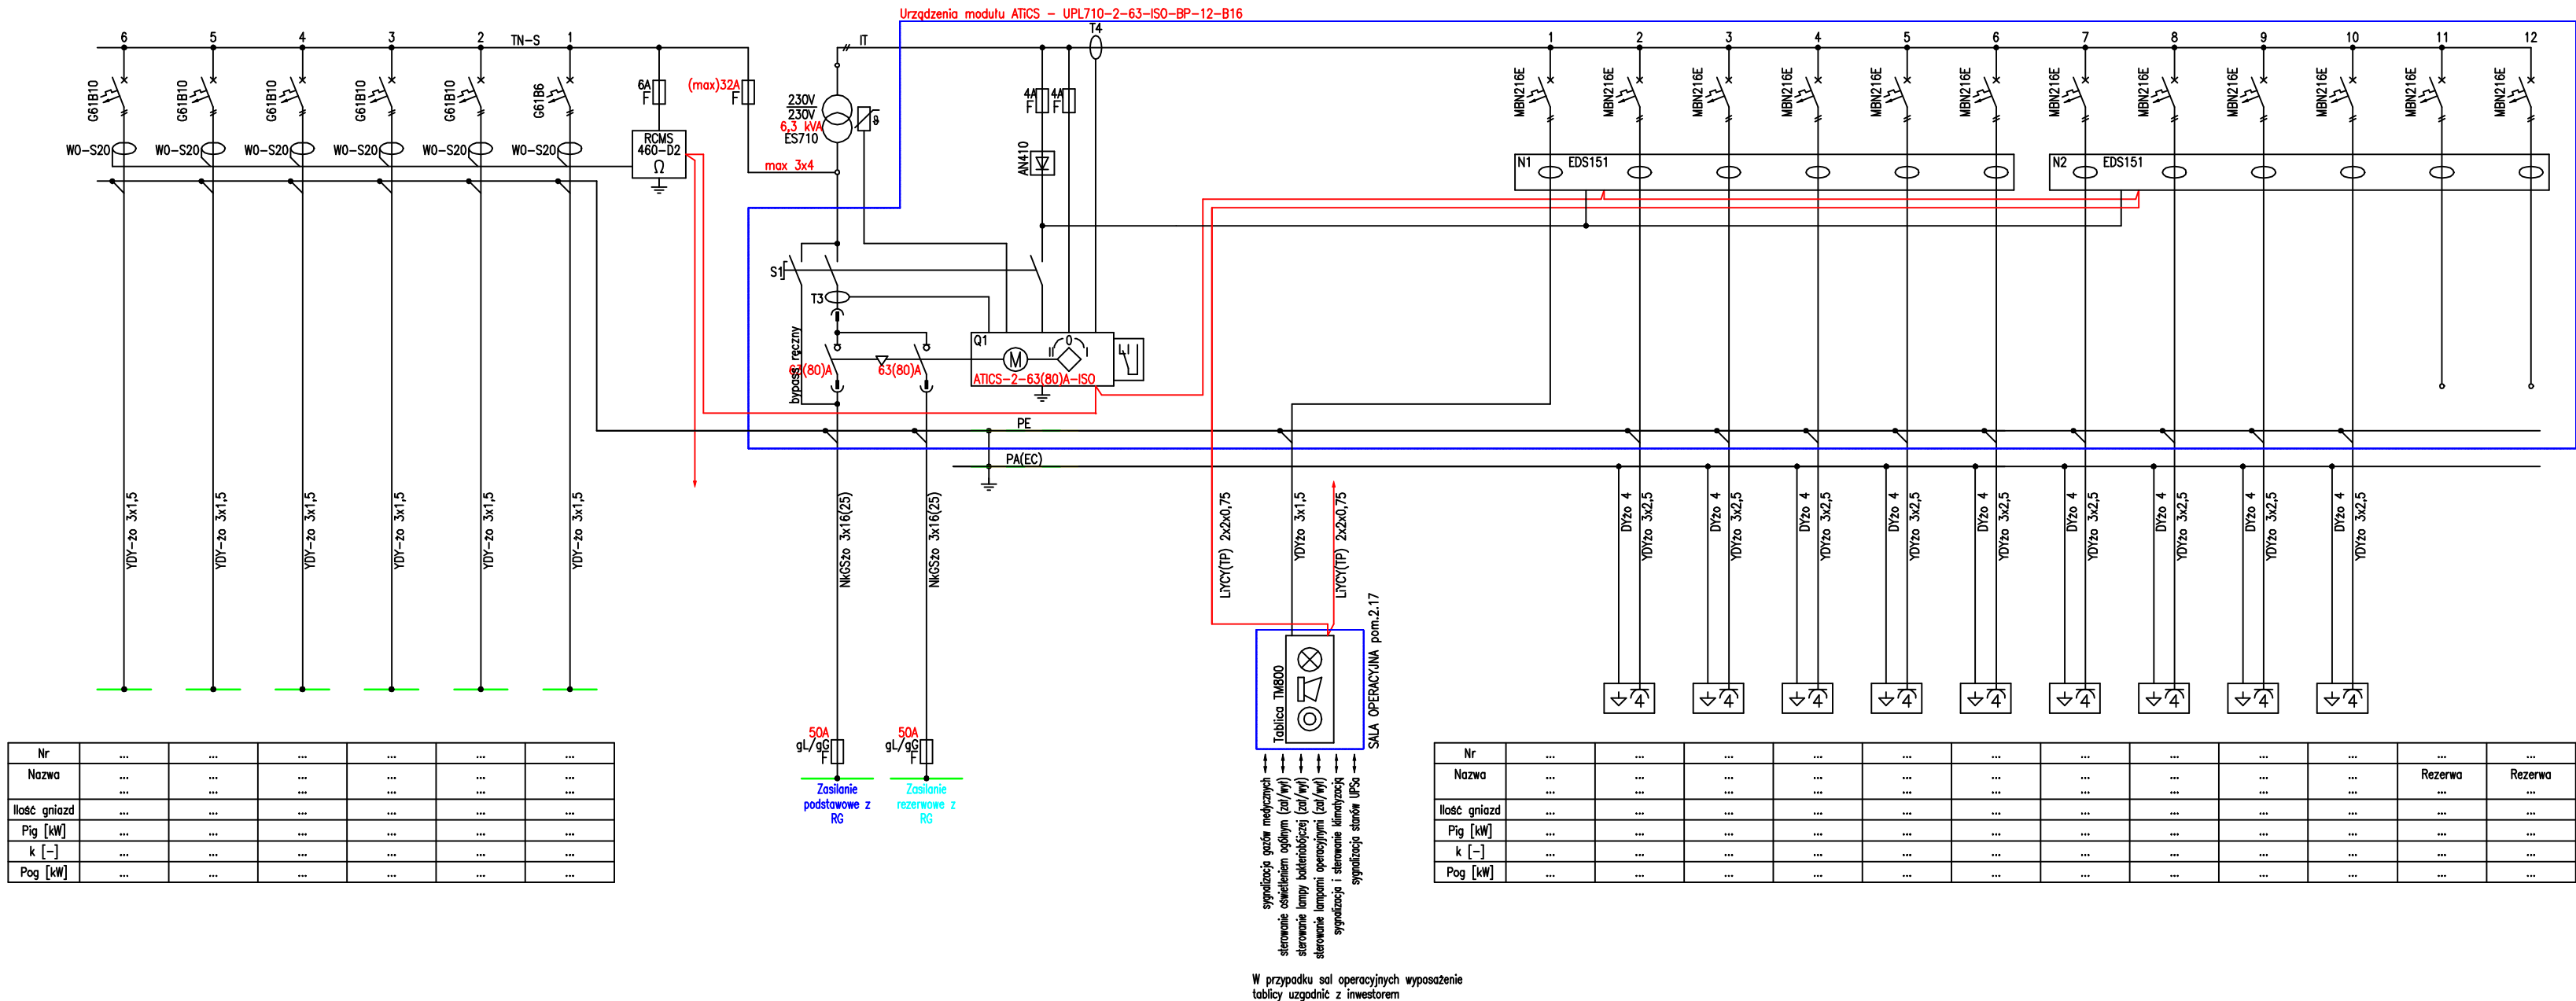 Urządzenia modułu ATiCS - UPL710-2-63-ISO-BP-12-B16
6 5 4 3 2 TN-S 1
IT
T4
1 2 3 4 5 6 7 8 9 10 11 12
G61B10 G61B10 G61B10 G61B10 G61B10 G61B6
6A
F
(max)32A
F
230V
230V
6,3 kVA
ES710
ϑ
4A
F
4A
F
MBN216E MBN216E MBN216E MBN216E MBN216E MBN216E MBN216E MBN216E MBN216E MBN216E MBN216E MBN216E
WO-S20 WO-S20 WO-S20 WO-S20 WO-S20 WO-S20
RCMS
460-D2
Ω
max 3x4
AN410
N1 EDS151
N2 EDS151
S1
T3
bypass ręczny
63(80)A
63(80)A
Q1
M
II 0 I
ATICS-2-63(80)A-ISO
PE
PA(EC)
YDY-żo 3x1,5
YDY-żo 3x1,5
YDY-żo 3x1,5
YDY-żo 3x1,5
YDY-żo 3x1,5
YDY-żo 3x1,5
NkGSżo 3x16(25)
NkGSżo 3x16(25)
LiYCY(TP) 2x2x0,75
YDYżo 3x1,5
LiYCY(TP) 2x2x0,75
DYżo 4
YDYżo 3x2,5
DYżo 4
YDYżo 3x2,5
DYżo 4
YDYżo 3x2,5
DYżo 4
YDYżo 3x2,5
DYżo 4
YDYżo 3x2,5
DYżo 4
YDYżo 3x2,5
DYżo 4
YDYżo 3x2,5
DYżo 4
YDYżo 3x2,5
DYżo 4
YDYżo 3x2,5
4 4 4 4 4 4 4 4 4
Tablica TM800
SALA OPERACYJNA pom.2.17
50A
gL/gG
F
50A
gL/gG
F
Zasilanie
podstawowe z
RG
Zasilanie
rezerwowe z
RG
sygnalizacja gazów medycznych
sterowanie oświetleniem ogólnym (zał/wył)
sterowanie lampy bakteriobójczej (zał/wył)
sterowanie lampami operacyjnymi (zał/wył)
sygnalizacja i sterowanie klimatyzacją
sygnalizacja stanów UPSa
W przypadku sal operacyjnych wyposażenie
tablicy uzgodnić z inwestorem
Nr ... ... ... ... ... ...
Nazwa ... ... ... ... ... ...
... ... ... ... ... ...
Ilość gniazd ... ... ... ... ... ...
Pig [kW] ... ... ... ... ... ...
k [-] ... ... ... ... ... ...
Pog [kW] ... ... ... ... ... ...
Nr ... ... ... ... ... ... ... ... ... ... ... ...
Nazwa ... ... ... ... ... ... ... ... ... ... Rezerwa Rezerwa
... ... ... ... ... ... ... ... ... ... ... ...
Ilość gniazd ... ... ... ... ... ... ... ... ... ... ... ...
Pig [kW] ... ... ... ... ... ... ... ... ... ... ... ...
k [-] ... ... ... ... ... ... ... ... ... ... ... ...
Pog [kW] ... ... ... ... ... ... ... ... ... ... ... ...